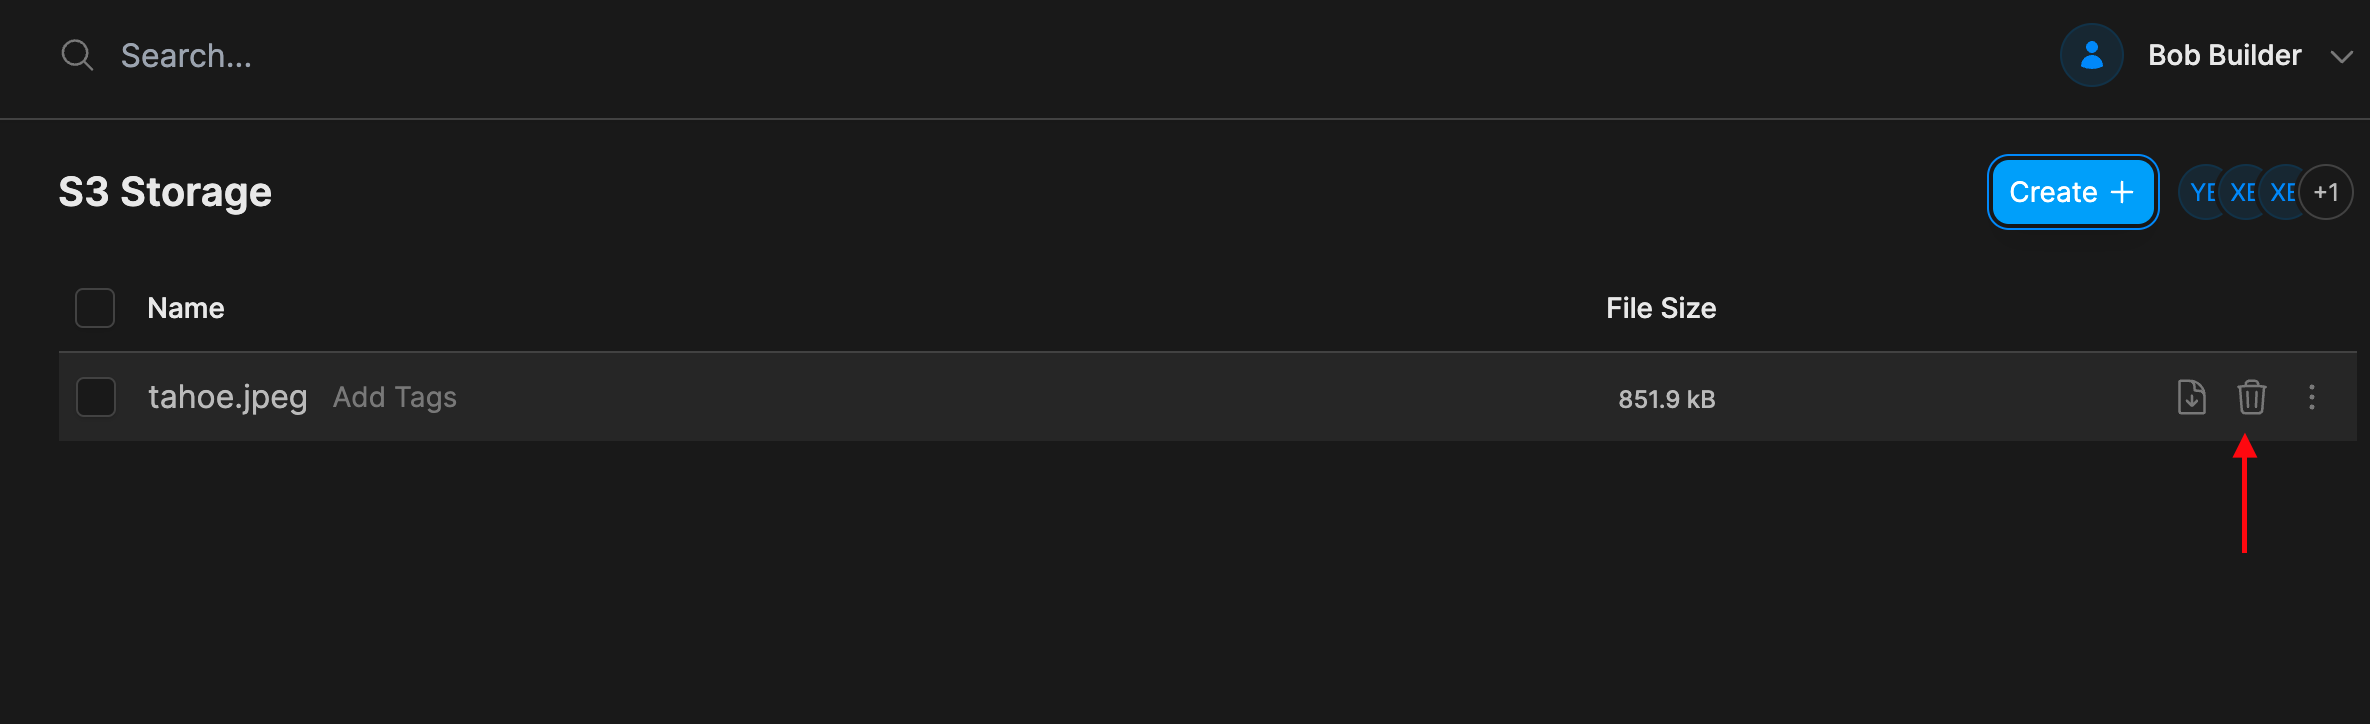 Search...
Bob Builder
S3 Storage
Create
YE XE XE +1
Name File Size
tahoe.jpeg Add Tags 851.9 kB